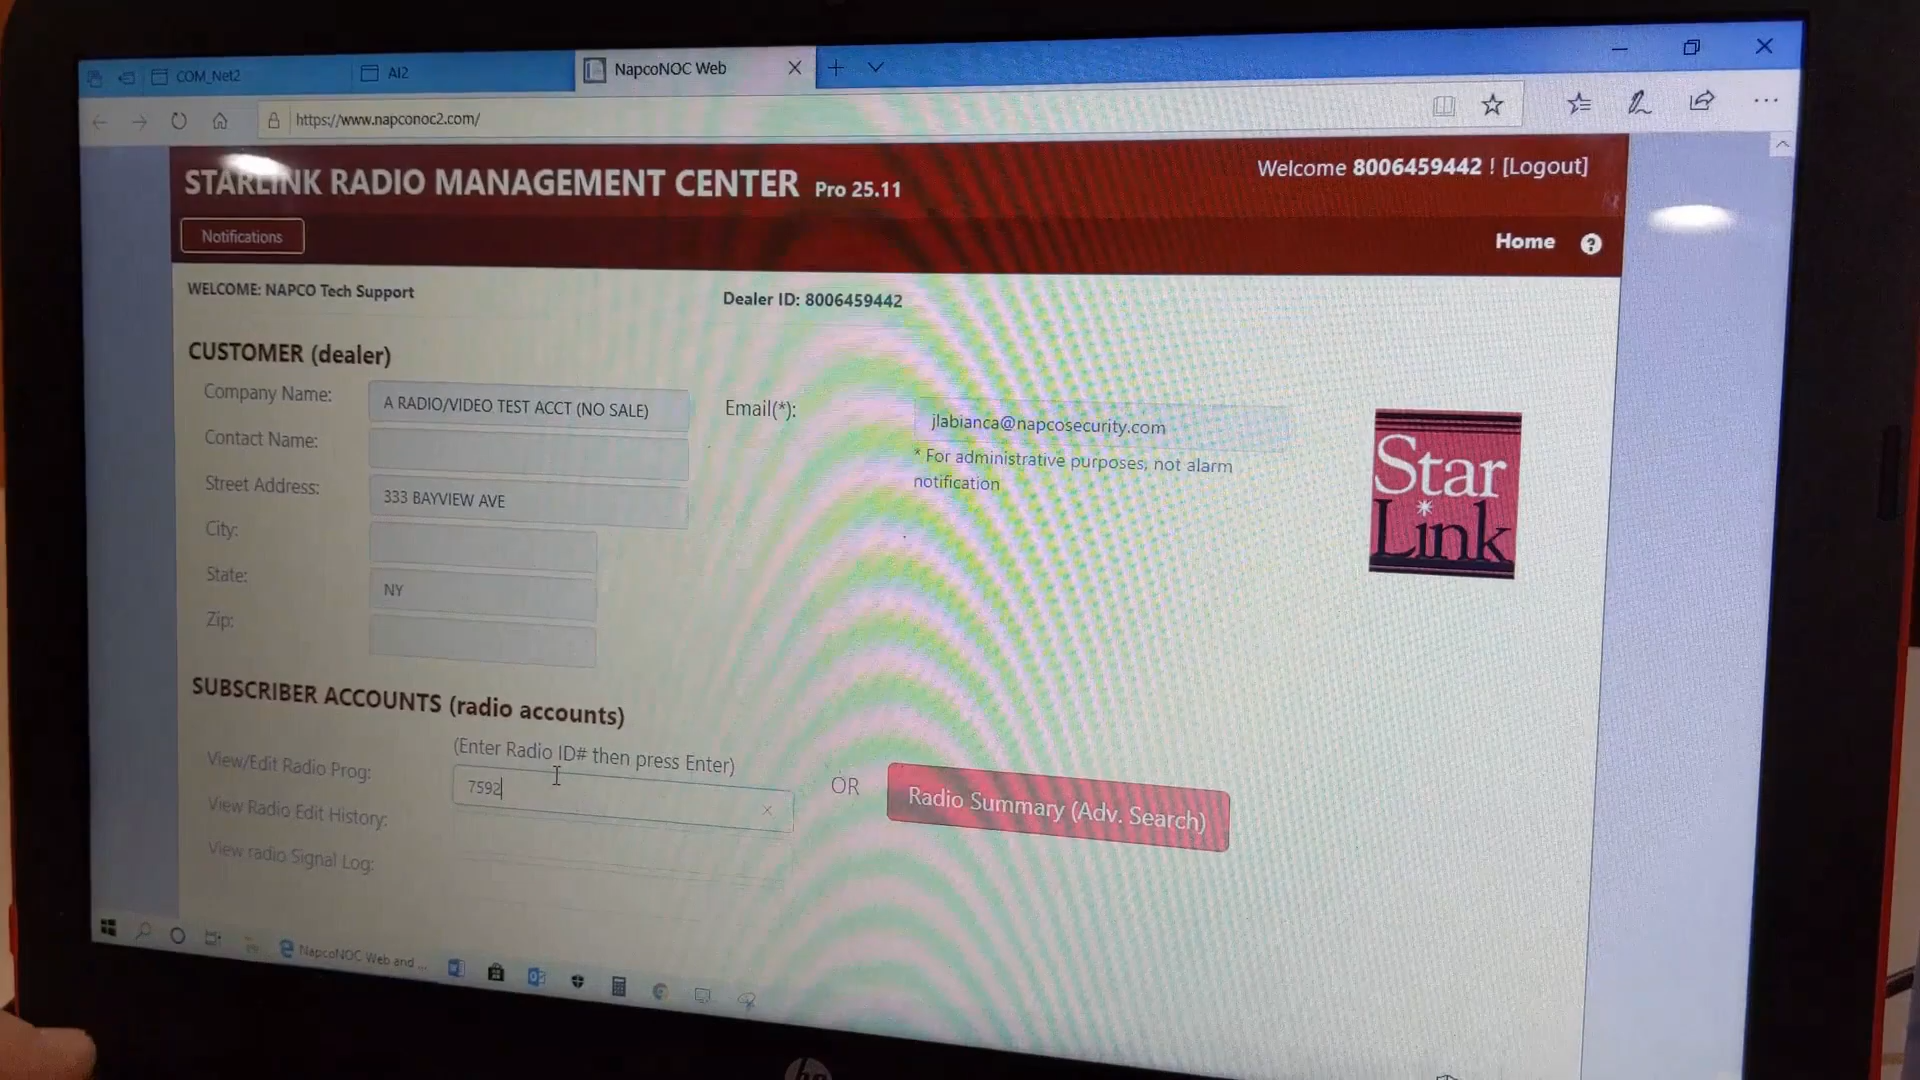 COM_Net2
AI2
NapcoNOC Web
https://www.napconoc2.com/
STARLINK RADIO MANAGEMENT CENTER Pro 25.11
Welcome 8006459442 ! [Logout]
Notifications
Home
?
WELCOME: NAPCO Tech Support
Dealer ID: 8006459442
CUSTOMER (dealer)
Company Name:
A RADIO/VIDEO TEST ACCT (NO SALE)
Email(*):
jlabianca@napcosecurity.com
* For administrative purposes, not alarm
notification
Contact Name:
Street Address:
333 BAYVIEW AVE
City:
State:
NY
Zip:
Star
Link
SUBSCRIBER ACCOUNTS (radio accounts)
(Enter Radio ID# then press Enter)
View/Edit Radio Prog:
7592
OR
Radio Summary (Adv. Search)
View Radio Edit History:
View radio Signal Log:
NapcoNOC Web and ...
hp